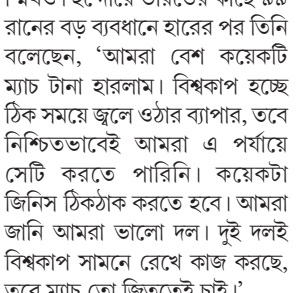 রানের বড় ব্যবধানে হারের পর তিনি
বলেছেন, ‘আমরা বেশ কয়েকটি
ম্যাচ টানা হারলাম। বিশ্বকাপ হচ্ছে
ঠিক সময়ে জ্বলে ওঠার ব্যাপার, তবে
নিশ্চিতভাবেই আমরা এ পর্যায়ে
সেটি করতে পারিনি। কয়েকটা
জিনিস ঠিকঠাক করতে হবে। আমরা
জানি আমরা ভালো দল। দুই দলই
বিশ্বকাপ সামনে রেখে কাজ করছে,
তবে ম্যাচ তো জিততেই চাই।’